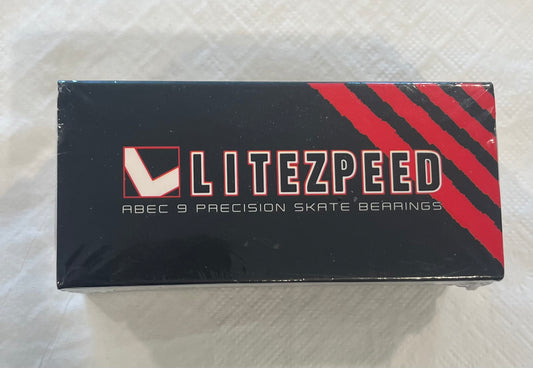 LITEZPEED
ABEC 9 PRECISION SKATE BEARINGS